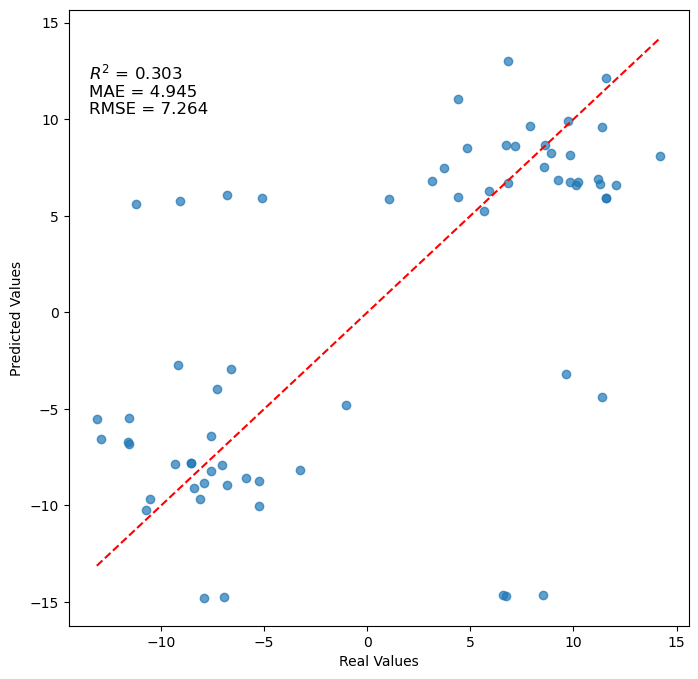 15
R² = 0.303
MAE = 4.945
RMSE = 7.264
10
5
0
−5
−10
−15
Predicted Values
−10 −5 0 5 10 15
Real Values